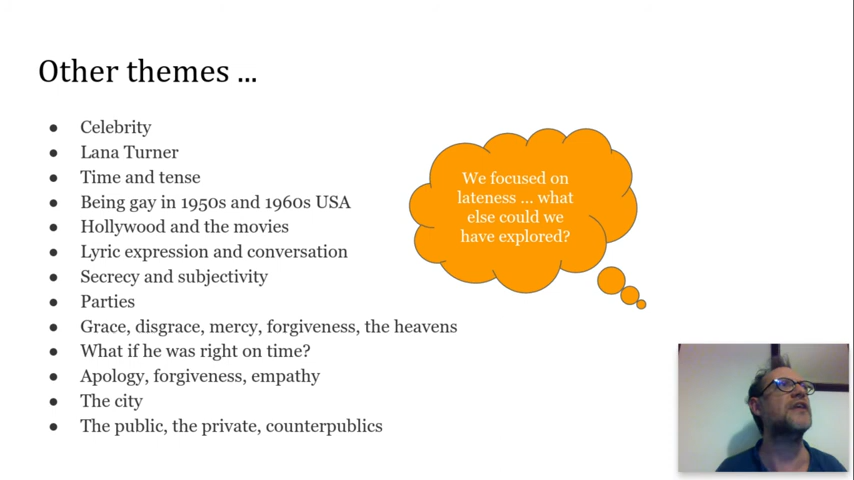 Other themes ...
● Celebrity
● Lana Turner
● Time and tense
● Being gay in 1950s and 1960s USA
● Hollywood and the movies
● Lyric expression and conversation
● Secrecy and subjectivity
● Parties
● Grace, disgrace, mercy, forgiveness, the heavens
● What if he was right on time?
● Apology, forgiveness, empathy
● The city
● The public, the private, counterpublics
We focused on
lateness ... what
else could we
have explored?